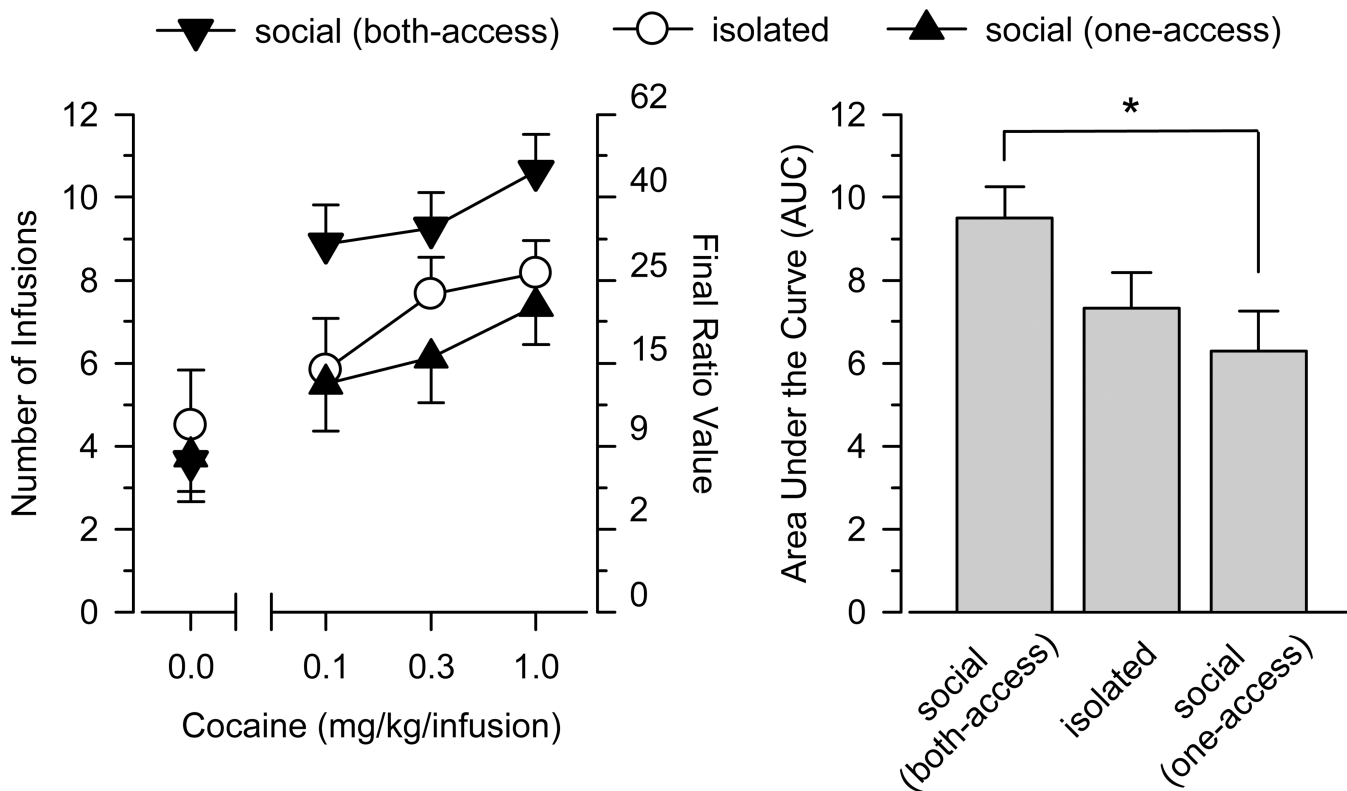 social (both-access) isolated social (one-access)
Number of Infusions
12
10
8
6
4
2
0
62
40
25
15
9
2
0
Final Ratio Value
0.0 0.1 0.3 1.0
Cocaine (mg/kg/infusion)
Area Under the Curve (AUC)
12
10
8
6
4
2
0
*
social
(both-access)
isolated
social
(one-access)